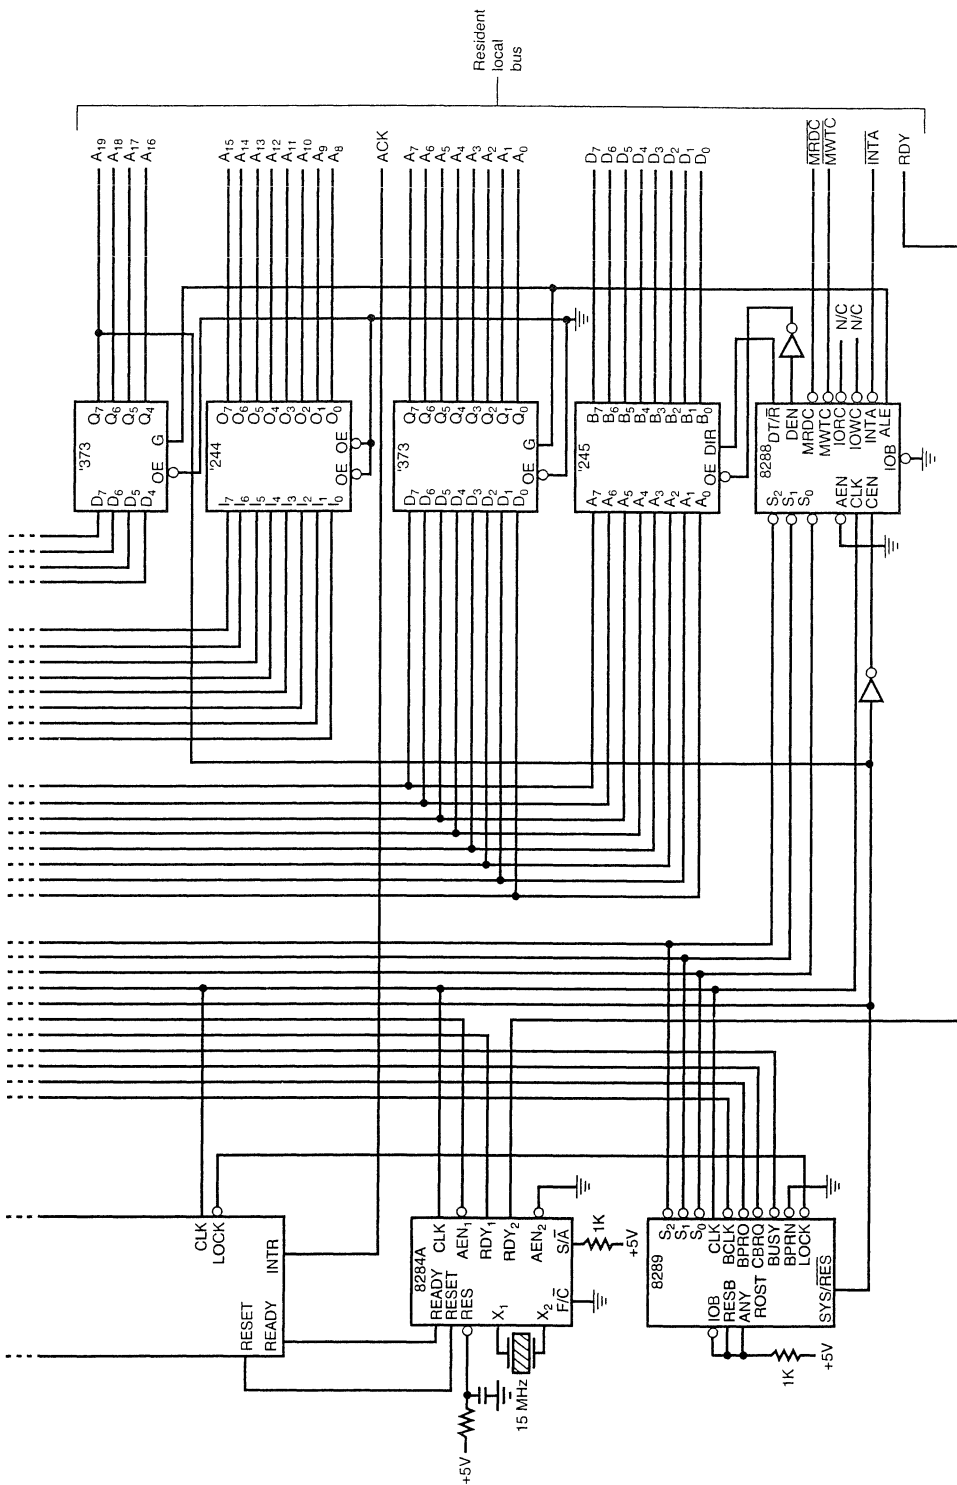 Resident
local
bus
A19
A18
A17
A16
A15
A14
A13
A12
A11
A10
A9
A8
ACK
A7
A6
A5
A4
A3
A2
A1
A0
D7
D6
D5
D4
D3
D2
D1
D0
M̅R̅D̅C̅
M̅W̅T̅C̅
I̅N̅T̅A̅
RDY
N/C
N/C
'373
D7 Q7
D6 Q6
D5 Q5
D4 Q4
OE G
'244
I7 O7
I6 O6
I5 O5
I4 O4
I3 O3
I2 O2
I1 O1
I0 O0
OE OE
'373
D7 Q7
D6 Q6
D5 Q5
D4 Q4
D3 Q3
D2 Q2
D1 Q1
D0 Q0
OE G
'245
A7 B7
A6 B6
A5 B5
A4 B4
A3 B3
A2 B2
A1 B1
A0 B0
OE DIR
8288
S2 DT/R̅
S1 DEN
S0 MRDC
MWTC
AEN IORC
CLK IOWC
CEN INTA
IOB ALE
CLK
LOCK
RESET
READY INTR
8284A
READY CLK
RESET AEN1
RES RDY1
RDY2
X1
X2 AEN2
F/C̅ S/A̅
1K
+5V
+5V
15 MHz
8289
S2
S1
S0
IOB CLK
RESB BCLK
ANY BPRO
ROST CBRQ
BUSY
BPRN
LOCK
SYS/R̅E̅S̅
1K
+5V